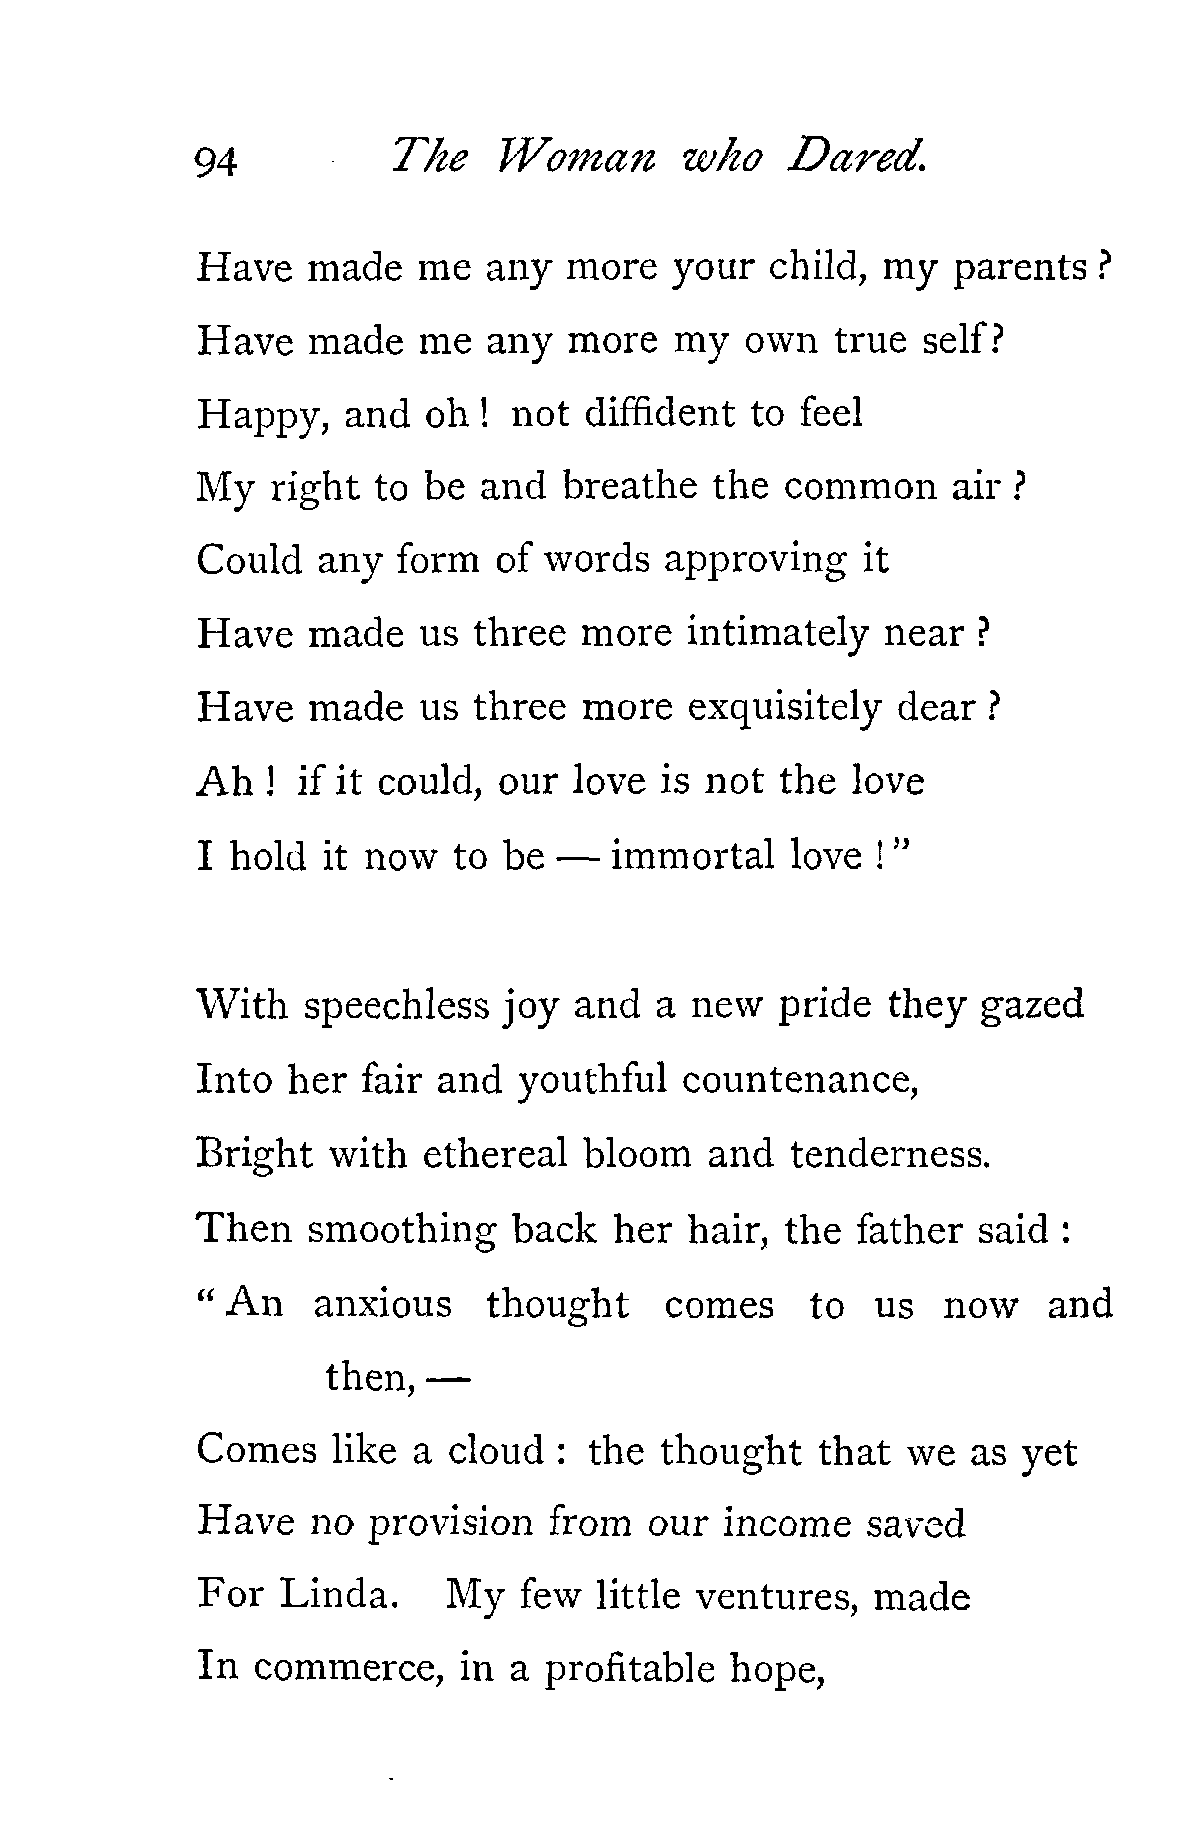 94 The Woman who Dared.
Have made me any more your child, my parents ?
Have made me any more my own true self?
Happy, and oh ! not diffident to feel
My right to be and breathe the common air ?
Could any form of words approving it
Have made us three more intimately near ?
Have made us three more exquisitely dear ?
Ah ! if it could, our love is not the love
I hold it now to be — immortal love ! ”
With speechless joy and a new pride they gazed
Into her fair and youthful countenance,
Bright with ethereal bloom and tenderness.
Then smoothing back her hair, the father said :
“ An anxious thought comes to us now and
then, —
Comes like a cloud : the thought that we as yet
Have no provision from our income saved
For Linda. My few little ventures, made
In commerce, in a profitable hope,